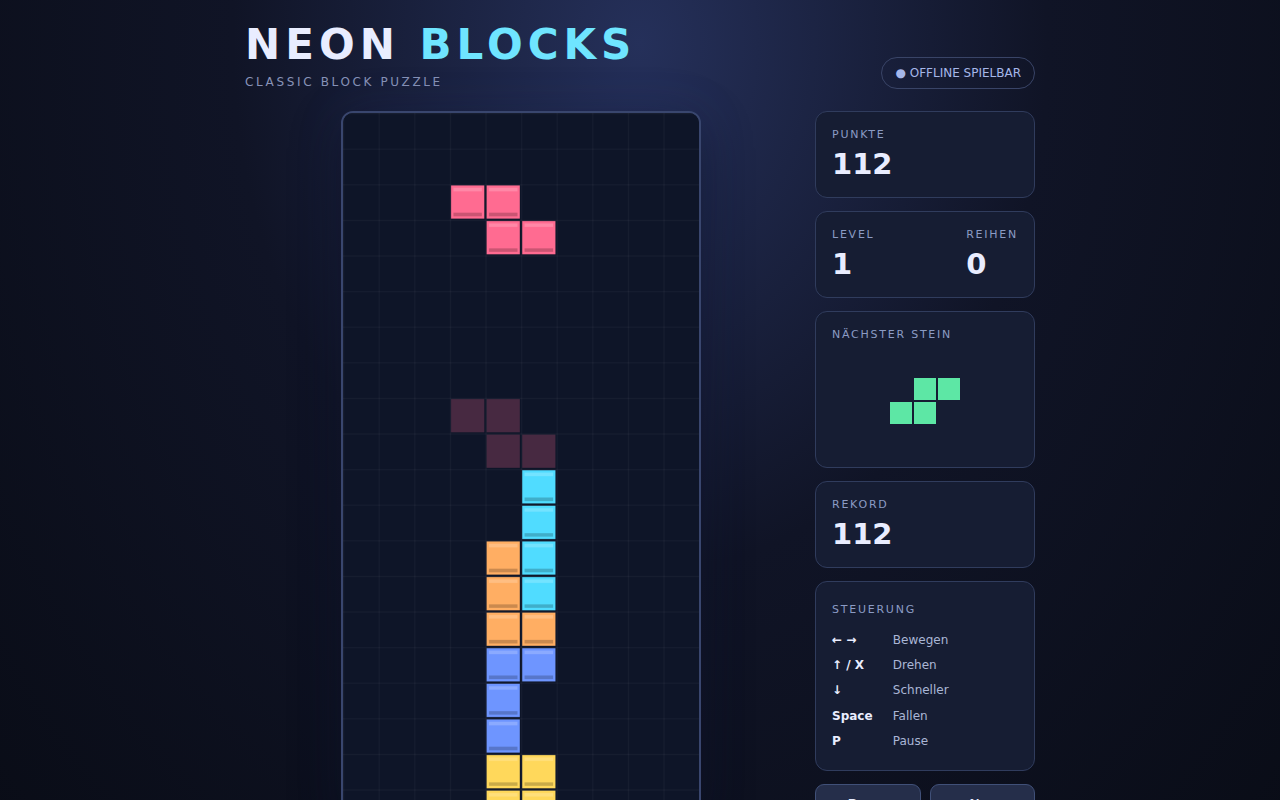 NEON BLOCKS
CLASSIC BLOCK PUZZLE
● OFFLINE SPIELBAR
PUNKTE
112
LEVEL REIHEN
1 0
NÄCHSTER STEIN
REKORD
112
STEUERUNG
← → Bewegen
↑ / X Drehen
↓ Schneller
Space Fallen
P Pause